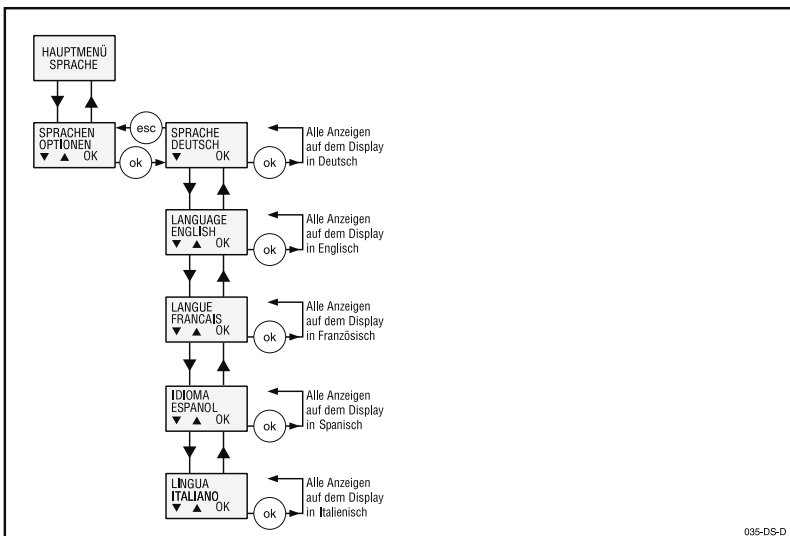 HAUPTMENÜ
SPRACHE
SPRACHEN
OPTIONEN
▼ ▲ OK
esc
ok
SPRACHE
DEUTSCH
▼ OK
ok
Alle Anzeigen
auf dem Display
in Deutsch
LANGUAGE
ENGLISH
▼ ▲ OK
ok
Alle Anzeigen
auf dem Display
in Englisch
LANGUE
FRANCAIS
▼ ▲ OK
ok
Alle Anzeigen
auf dem Display
in Französisch
IDIOMA
ESPANOL
▼ ▲ OK
ok
Alle Anzeigen
auf dem Display
in Spanisch
LINGUA
ITALIANO
▼ ▲ OK
ok
Alle Anzeigen
auf dem Display
in Italienisch
035-DS-D